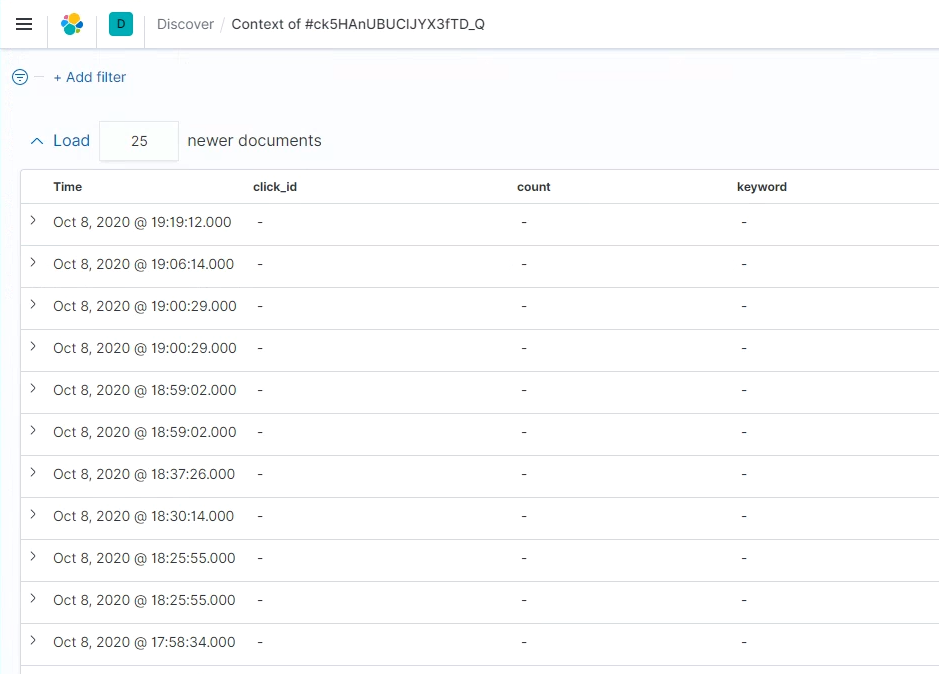 D Discover / Context of #ck5HAnUBUClJYX3fTD_Q
+ Add filter
Load 25 newer documents
Time click_id count keyword
Oct 8, 2020 @ 19:19:12.000 - - -
Oct 8, 2020 @ 19:06:14.000 - - -
Oct 8, 2020 @ 19:00:29.000 - - -
Oct 8, 2020 @ 19:00:29.000 - - -
Oct 8, 2020 @ 18:59:02.000 - - -
Oct 8, 2020 @ 18:59:02.000 - - -
Oct 8, 2020 @ 18:37:26.000 - - -
Oct 8, 2020 @ 18:30:14.000 - - -
Oct 8, 2020 @ 18:25:55.000 - - -
Oct 8, 2020 @ 18:25:55.000 - - -
Oct 8, 2020 @ 17:58:34.000 - - -